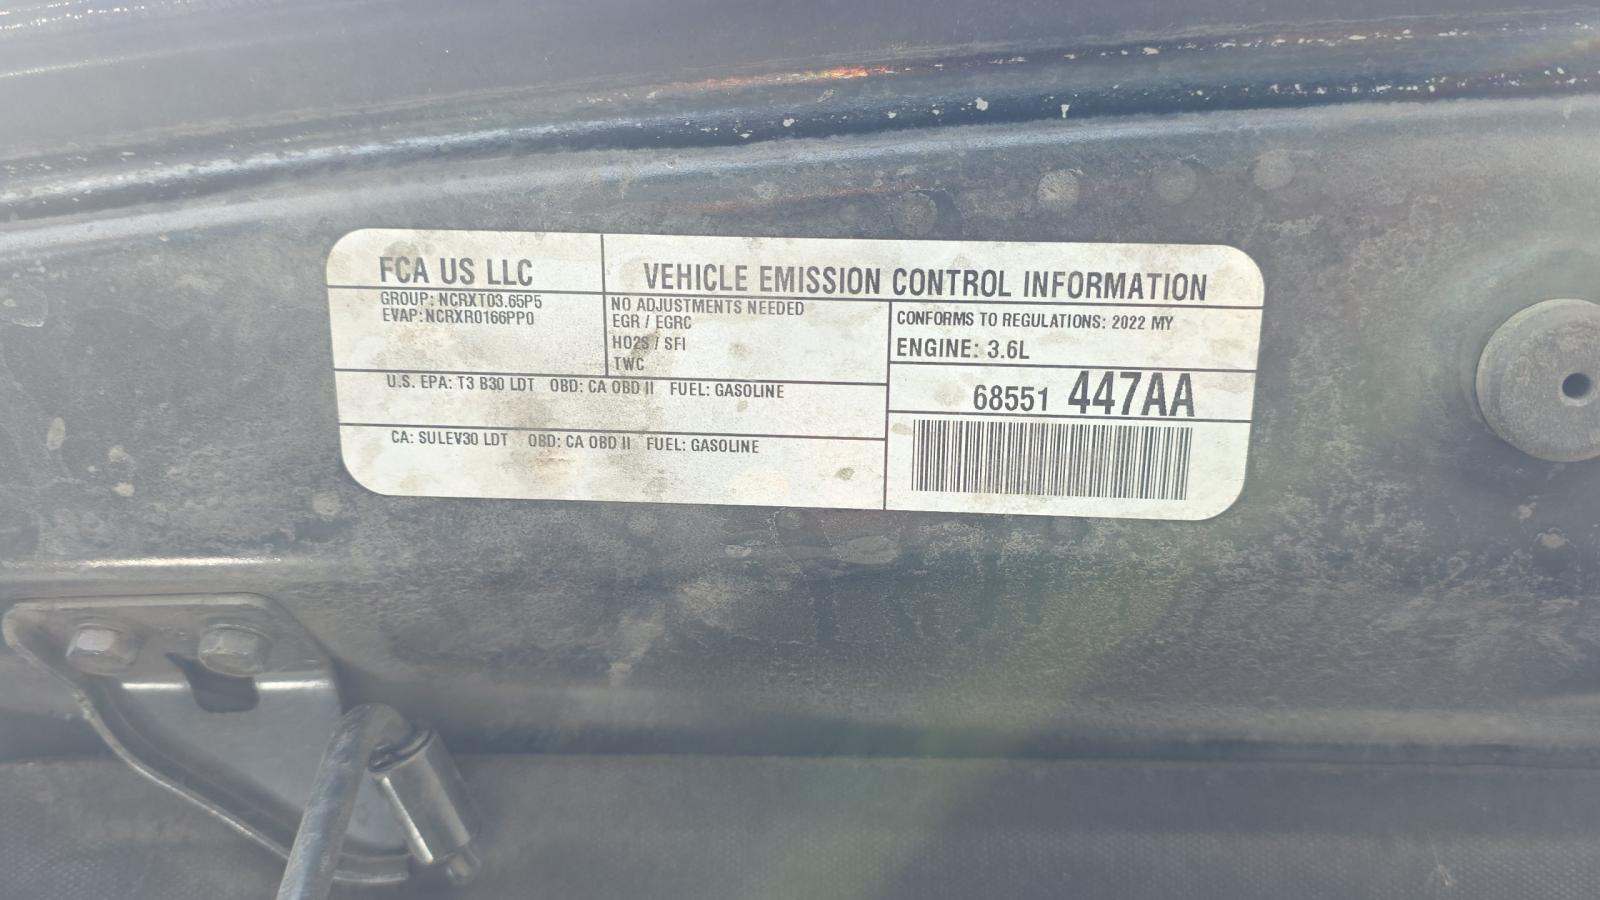 FCA US LLC
VEHICLE EMISSION CONTROL INFORMATION
GROUP: NCRXT03.65P5
EVAP:NCRXR0166PP0
NO ADJUSTMENTS NEEDED
EGR / EGRC
HO2S / SFI
TWC
CONFORMS TO REGULATIONS: 2022 MY
ENGINE: 3.6L
U.S. EPA: T3 B30 LDT OBD: CA OBD II FUEL: GASOLINE
68551 447AA
CA: SULEV30 LDT OBD: CA OBD II FUEL: GASOLINE